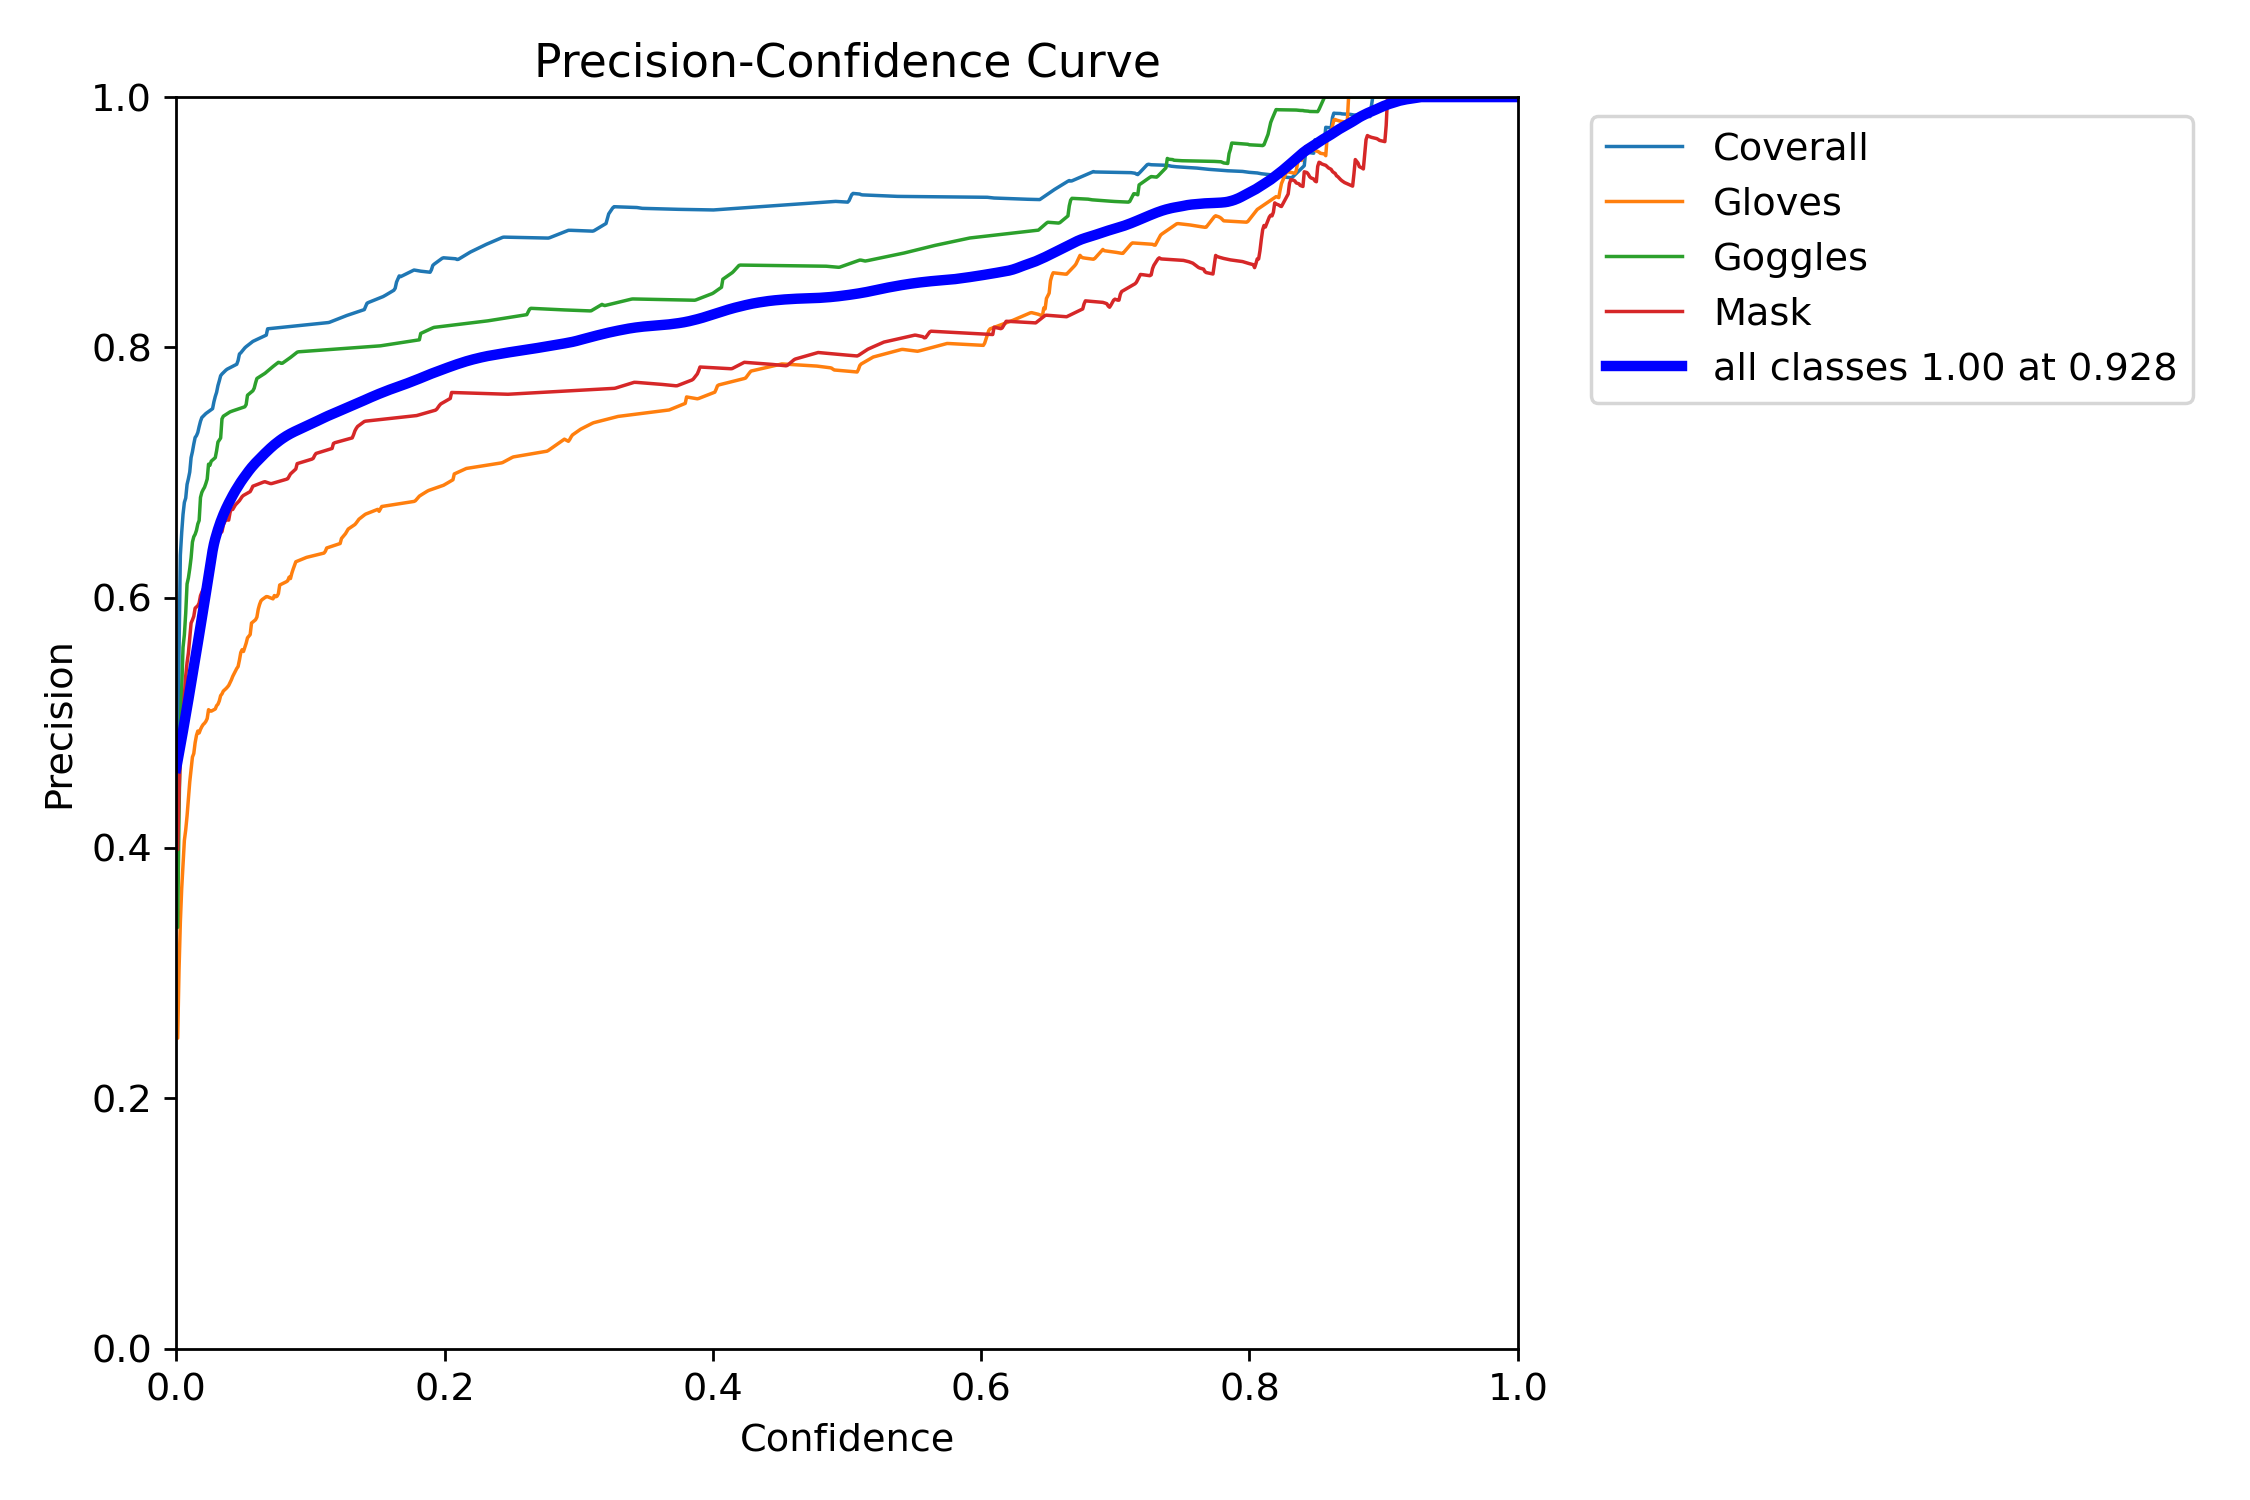 Precision-Confidence Curve
1.0
0.8
0.6
0.4
0.2
0.0
Precision
0.0 0.2 0.4 0.6 0.8 1.0
Confidence
Coverall
Gloves
Goggles
Mask
all classes 1.00 at 0.928